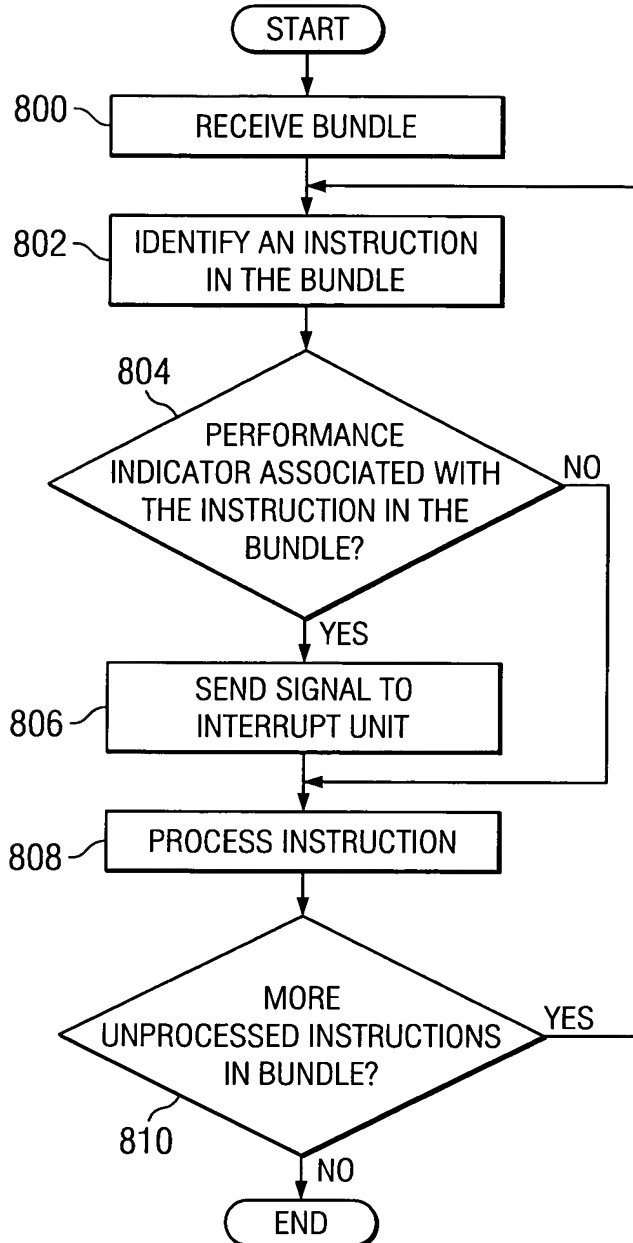 START
800
RECEIVE BUNDLE
802
IDENTIFY AN INSTRUCTION
IN THE BUNDLE
804
PERFORMANCE
INDICATOR ASSOCIATED WITH
THE INSTRUCTION IN THE
BUNDLE?
NO
YES
806
SEND SIGNAL TO
INTERRUPT UNIT
808
PROCESS INSTRUCTION
MORE
UNPROCESSED INSTRUCTIONS
IN BUNDLE?
YES
810
NO
END